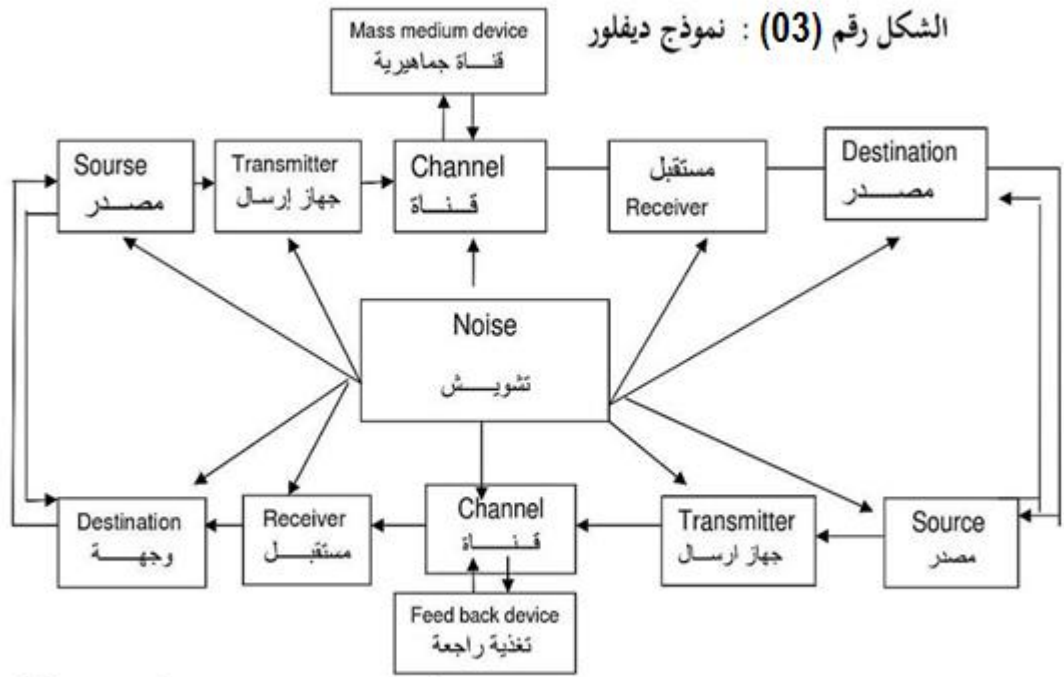 الشكل رقم (03) : نموذج ديفلور
Mass medium device
قناة جماهيرية
Sourse
مصدر
Transmitter
جهاز إرسال
Channel
قناة
مستقبل
Receiver
Destination
مصدر
Noise
تشويش
Destination
وجهة
Receiver
مستقبل
Channel
قناة
Transmitter
جهاز ارسال
Source
مصدر
Feed back device
تغذية راجعة